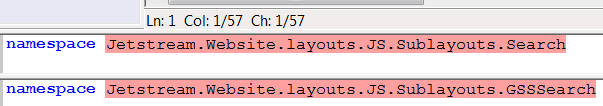 Ln: 1 Col: 1/57 Ch: 1/57
namespace Jetstream.Website.layouts.JS.Sublayouts.Search
namespace Jetstream.Website.layouts.JS.Sublayouts.GSSSearch